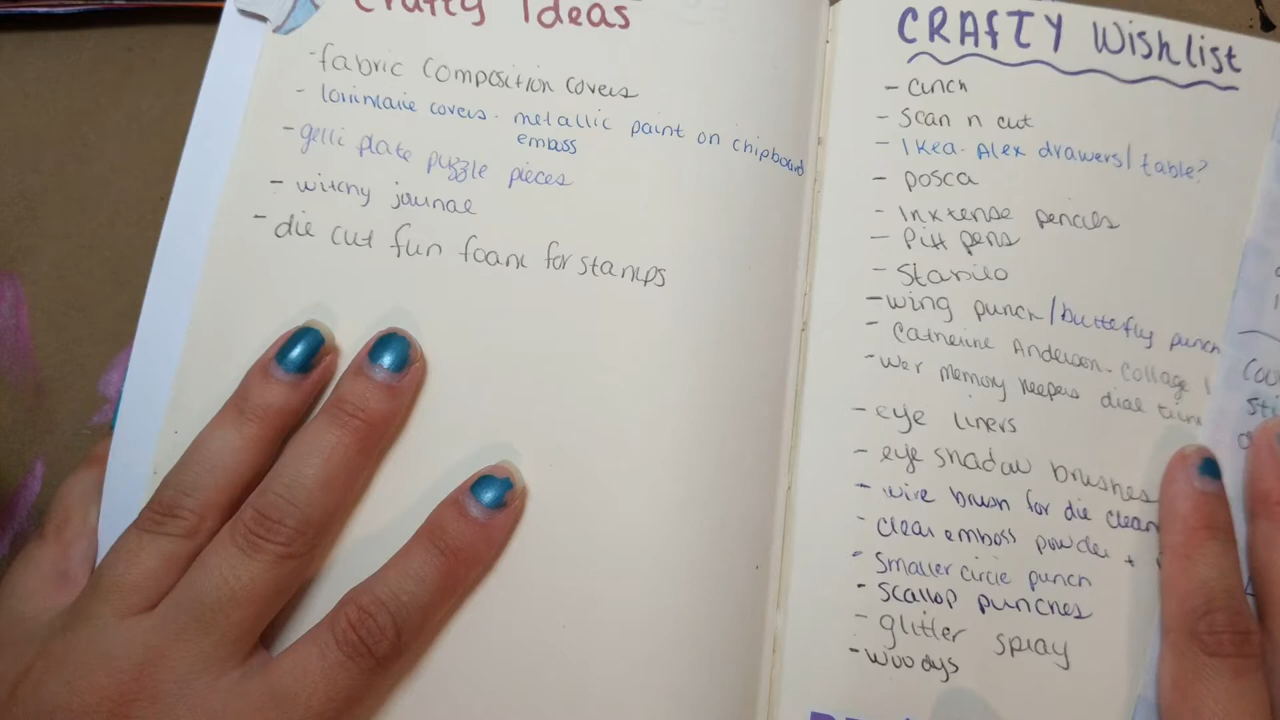 Crafty Ideas
- fabric composition covers
- metallic paint on chipboard
emboss
- gelli plate puzzle pieces
- witchy journal
- die cut fun foam for stamps
CRAFTY Wishlist
- cinch
- scan n cut
- Ikea - Alex drawers/table?
- posca
- Inktense pencils
- Pitt pens
- Stabilo
- wing punch/butterfly punch
- Catherine Anderson - collage
- wer memory keepers dial
- eye liners
- eye shadow brushes
- wire brush for die clean
- clear emboss powder +
- smaller circle punch
- scallop punches
- glitter spray
- woodys